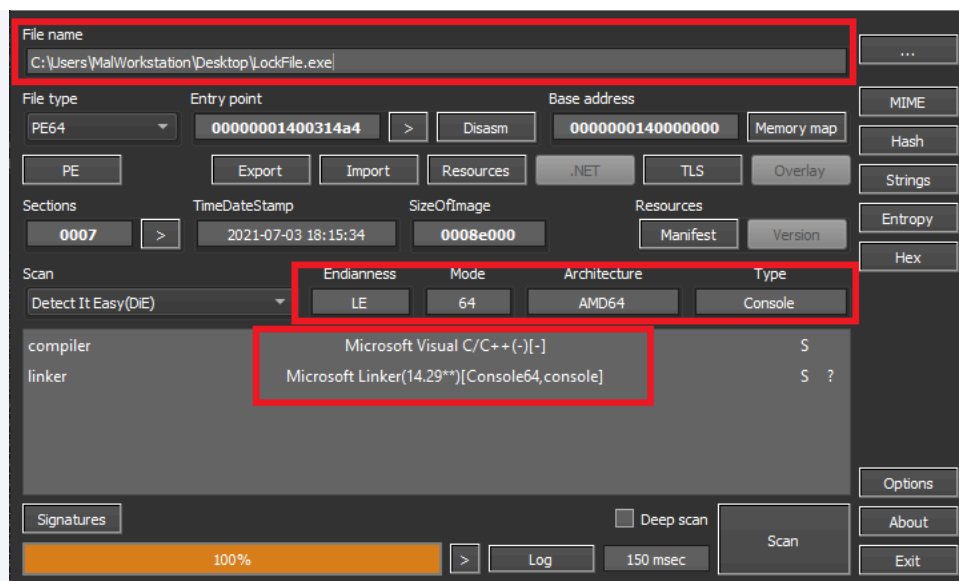 File name
C:\Users\MalWorkstation\Desktop\LockFile.exe
...
File type Entry point Base address
PE64 00000001400314a4 > Disasm 0000000140000000 Memory map
MIME
Hash
PE Export Import Resources .NET TLS Overlay
Strings
Sections TimeDateStamp SizeOfImage Resources
0007 > 2021-07-03 18:15:34 0008e000 Manifest Version
Entropy
Hex
Scan Endianness Mode Architecture Type
Detect It Easy(DiE) LE 64 AMD64 Console
compiler Microsoft Visual C/C++(-)[-] S
linker Microsoft Linker(14.29**)[Console64,console] S ?
Options
Signatures Deep scan Scan About
100% > Log 150 msec Exit